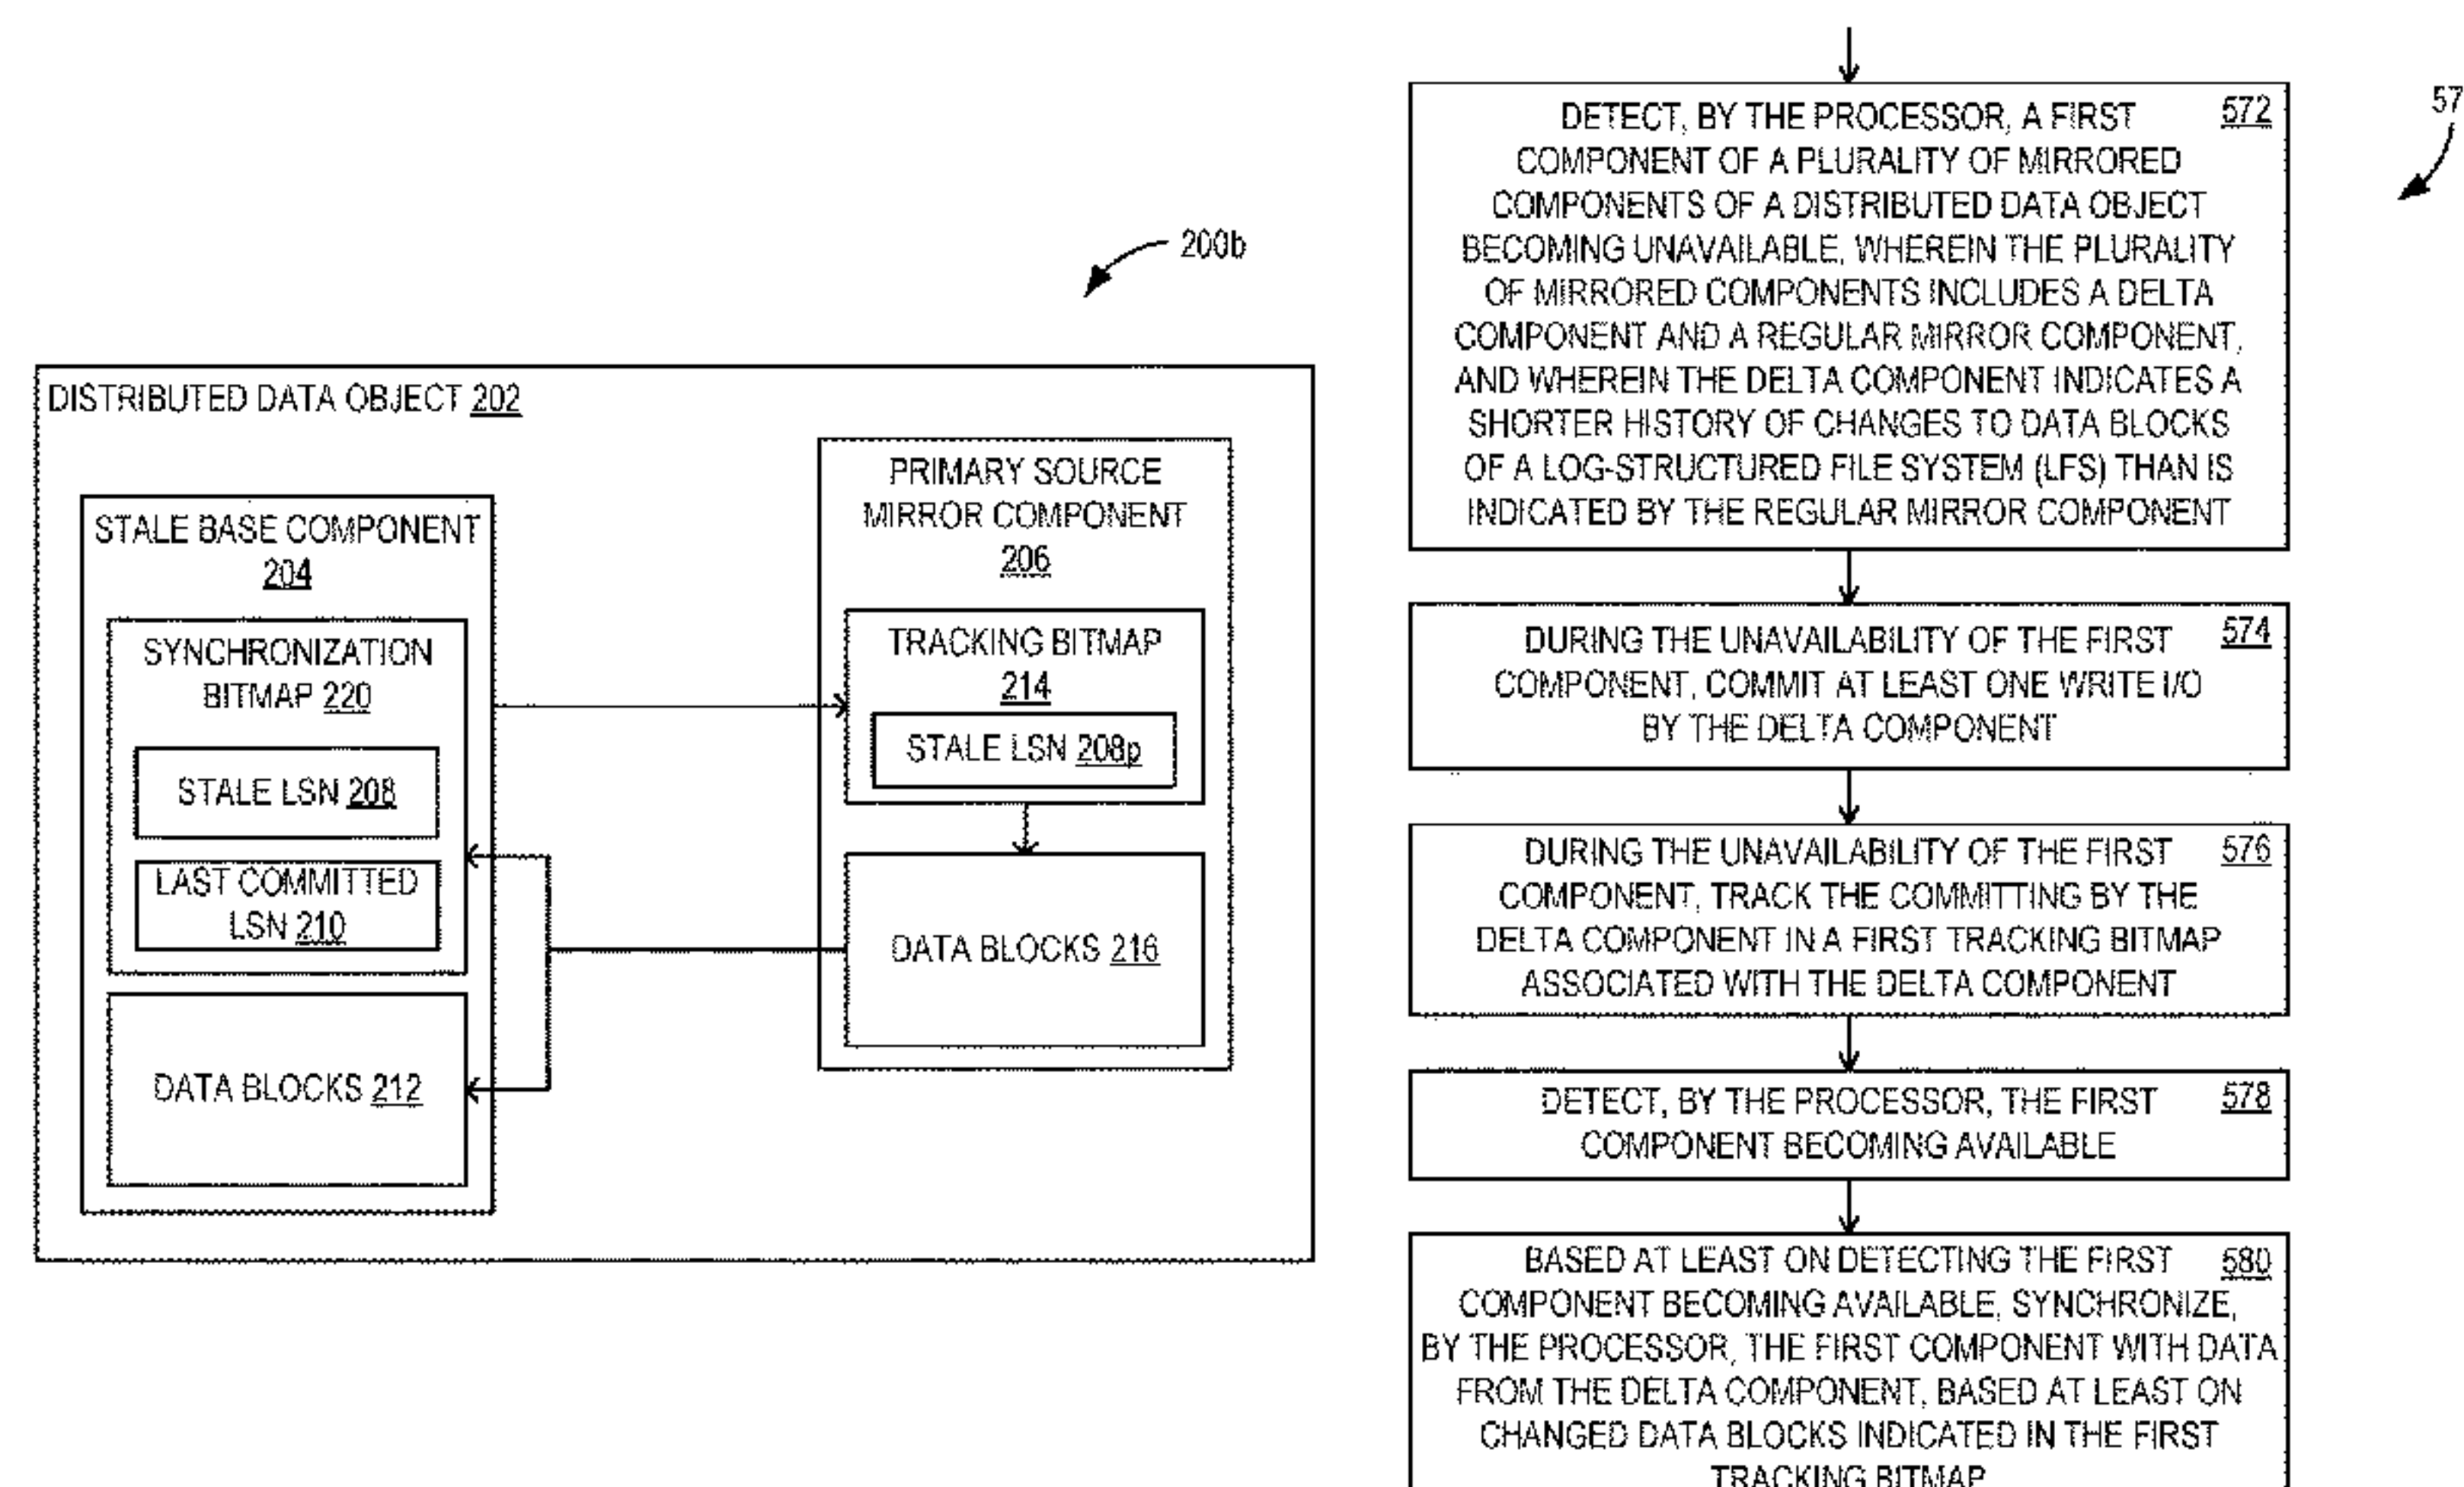 200b
DISTRIBUTED DATA OBJECT 202
STALE BASE COMPONENT
204
SYNCHRONIZATION
BITMAP 220
STALE LSN 208
LAST COMMITTED
LSN 210
DATA BLOCKS 212
PRIMARY SOURCE
MIRROR COMPONENT
206
TRACKING BITMAP
214
STALE LSN 208p
DATA BLOCKS 216
57
DETECT, BY THE PROCESSOR, A FIRST 572
COMPONENT OF A PLURALITY OF MIRRORED
COMPONENTS OF A DISTRIBUTED DATA OBJECT
BECOMING UNAVAILABLE, WHEREIN THE PLURALITY
OF MIRRORED COMPONENTS INCLUDES A DELTA
COMPONENT AND A REGULAR MIRROR COMPONENT,
AND WHEREIN THE DELTA COMPONENT INDICATES A
SHORTER HISTORY OF CHANGES TO DATA BLOCKS
OF A LOG-STRUCTURED FILE SYSTEM (LFS) THAN IS
INDICATED BY THE REGULAR MIRROR COMPONENT
DURING THE UNAVAILABILITY OF THE FIRST 574
COMPONENT, COMMIT AT LEAST ONE WRITE I/O
BY THE DELTA COMPONENT
DURING THE UNAVAILABILITY OF THE FIRST 576
COMPONENT, TRACK THE COMMITTING BY THE
DELTA COMPONENT IN A FIRST TRACKING BITMAP
ASSOCIATED WITH THE DELTA COMPONENT
DETECT, BY THE PROCESSOR, THE FIRST 578
COMPONENT BECOMING AVAILABLE
BASED AT LEAST ON DETECTING THE FIRST 580
COMPONENT BECOMING AVAILABLE, SYNCHRONIZE,
BY THE PROCESSOR, THE FIRST COMPONENT WITH DATA
FROM THE DELTA COMPONENT, BASED AT LEAST ON
CHANGED DATA BLOCKS INDICATED IN THE FIRST
TRACKING BITMAP